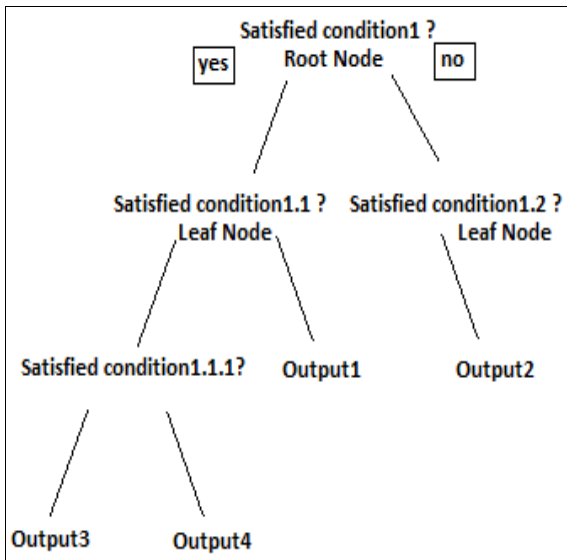 Satisfied condition1 ?
yes
Root Node
no
Satisfied condition1.1 ?
Leaf Node
Satisfied condition1.2 ?
Leaf Node
Satisfied condition1.1.1?
Output1
Output2
Output3
Output4